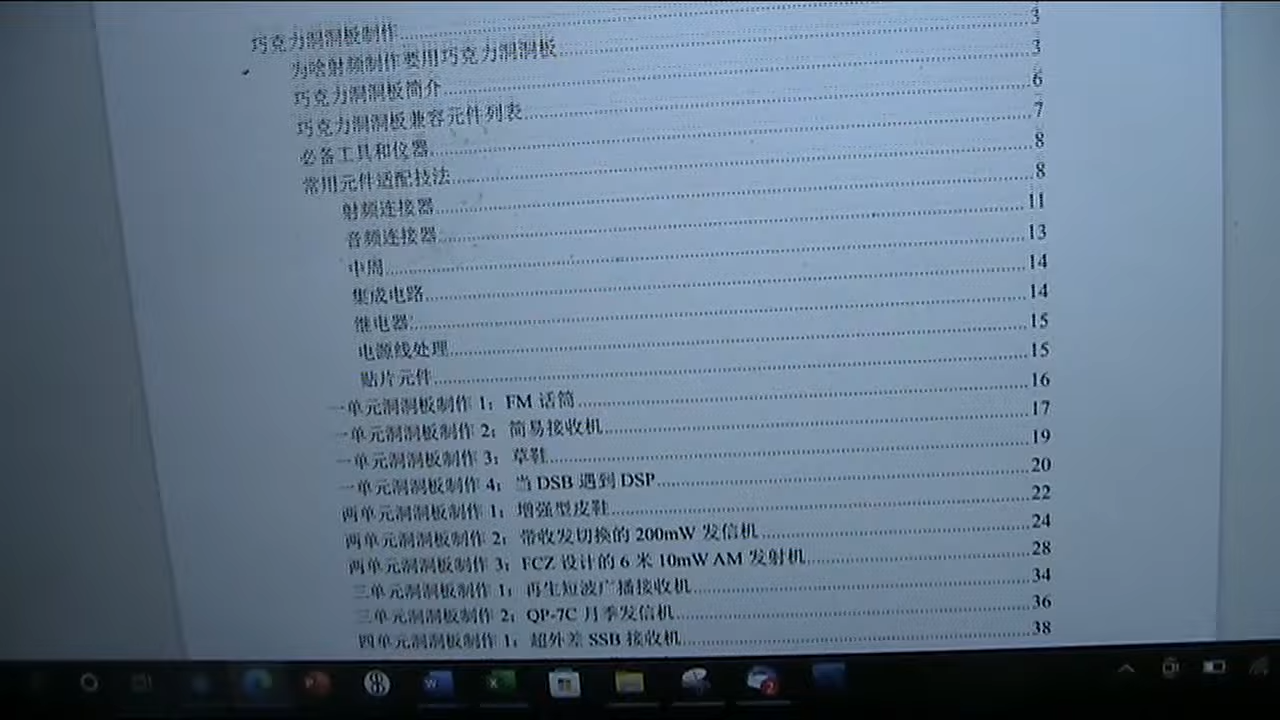 巧克力洞洞板制作
为啥射频制作要用巧克力洞洞板 3
巧克力洞洞板简介 3
巧克力洞洞板兼容元件列表 6
必备工具和仪器 7
常用元件适配技法 8
射频连接器 8
音频连接器 11
中周 13
集成电路 14
继电器 14
电源线处理 15
贴片元件 15
一单元洞洞板制作 1：FM 话筒 16
一单元洞洞板制作 2：简易接收机 17
一单元洞洞板制作 3：草鞋 19
一单元洞洞板制作 4：当 DSB 遇到 DSP 20
两单元洞洞板制作 1：增强型皮鞋 22
两单元洞洞板制作 2：带收发切换的 200mW 发信机 24
两单元洞洞板制作 3：FCZ 设计的 6 米 10mW AM 发射机 28
三单元洞洞板制作 1：再生短波广播接收机 34
三单元洞洞板制作 2：QP-7C 月季发信机 36
四单元洞洞板制作 1：超外差 SSB 接收机 38